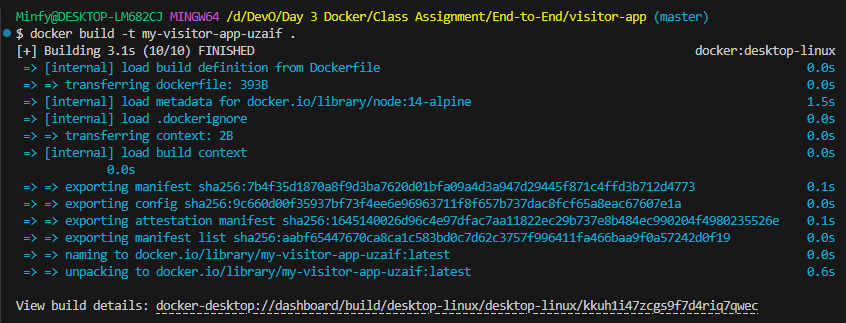 Minfy@DESKTOP-LM682CJ MINGW64 /d/DevO/Day 3 Docker/Class Assignment/End-to-End/visitor-app (master)
$ docker build -t my-visitor-app-uzaif .
[+] Building 3.1s (10/10) FINISHED docker:desktop-linux
=> [internal] load build definition from Dockerfile 0.0s
=> => transferring dockerfile: 393B 0.0s
=> [internal] load metadata for docker.io/library/node:14-alpine 1.5s
=> [internal] load .dockerignore 0.0s
=> => transferring context: 2B 0.0s
=> [internal] load build context 0.0s
0.0s
=> => exporting manifest sha256:7b4f35d1870a8f9d3ba7620d01bfa09a4d3a947d29445f871c4ffd3b712d4773 0.1s
=> => exporting config sha256:9c660d00f35937bf73f4ee6e96963711f8f657b737dac8fcf65a8eac67607e1a 0.0s
=> => exporting attestation manifest sha256:1645140026d96c4e97dfac7aa11822ec29b737e8b484ec990204f4980235526e 0.1s
=> => exporting manifest list sha256:aabf65447670ca8ca1c583bd0c7d62c3757f996411fa466baa9f0a57242d0f19 0.0s
=> => naming to docker.io/library/my-visitor-app-uzaif:latest 0.0s
=> => unpacking to docker.io/library/my-visitor-app-uzaif:latest 0.6s
View build details: docker-desktop://dashboard/build/desktop-linux/desktop-linux/kkuh1i47zcgs9f7d4riq7qwec